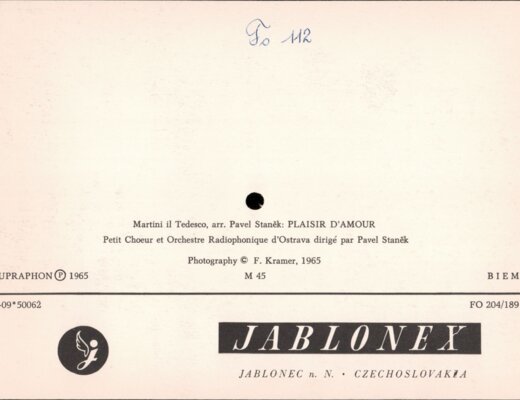 Fo 112
Martini il Tedesco, arr. Pavel Staněk: PLAISIR D'AMOUR
Petit Choeur et Orchestre Radiophonique d'Ostrava dirigé par Pavel Staněk
Photography © F. Kramer, 1965
UPRAPHON Ⓟ 1965 M 45 BIEM
-09*50062 FO 204/189
j
JABLONEX
JABLONEC n. N. · CZECHOSLOVAKIA